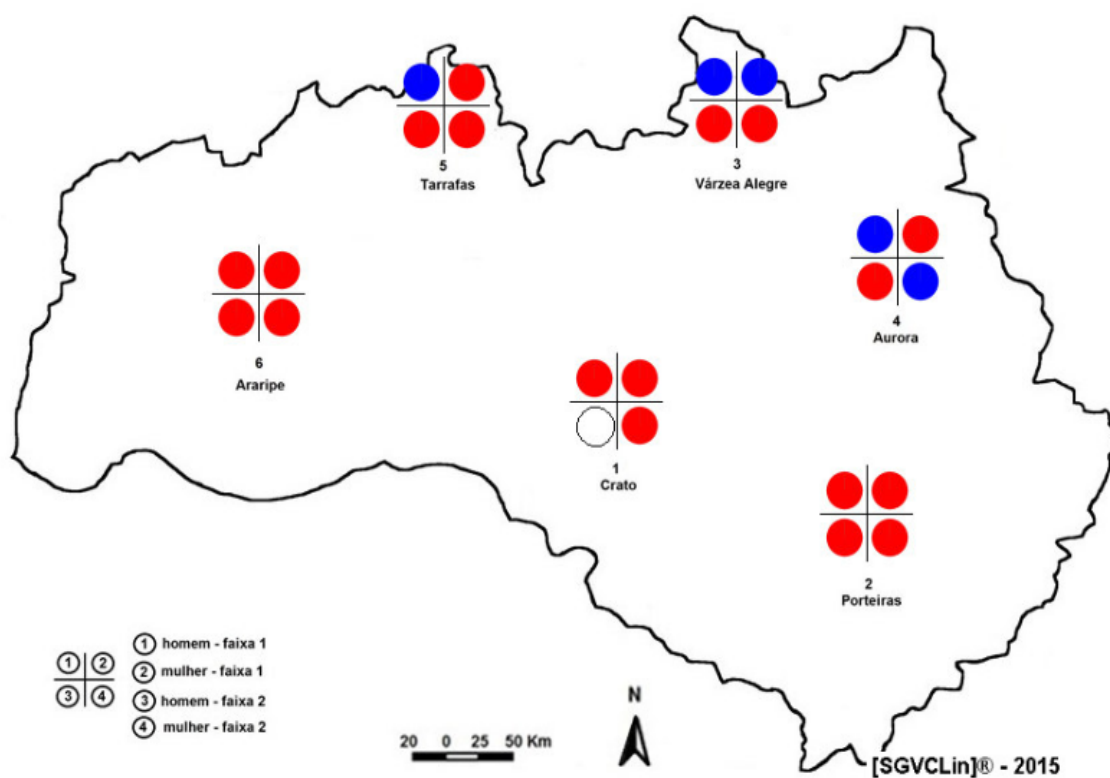 5
Tarrafas
3
Várzea Alegre
4
Aurora
6
Araripe
1
Crato
2
Porteiras
1 2
3 4
1 homem - faixa 1
2 mulher - faixa 1
3 homem - faixa 2
4 mulher - faixa 2
N
20 0 25 50 Km
[SGVCLin]® - 2015